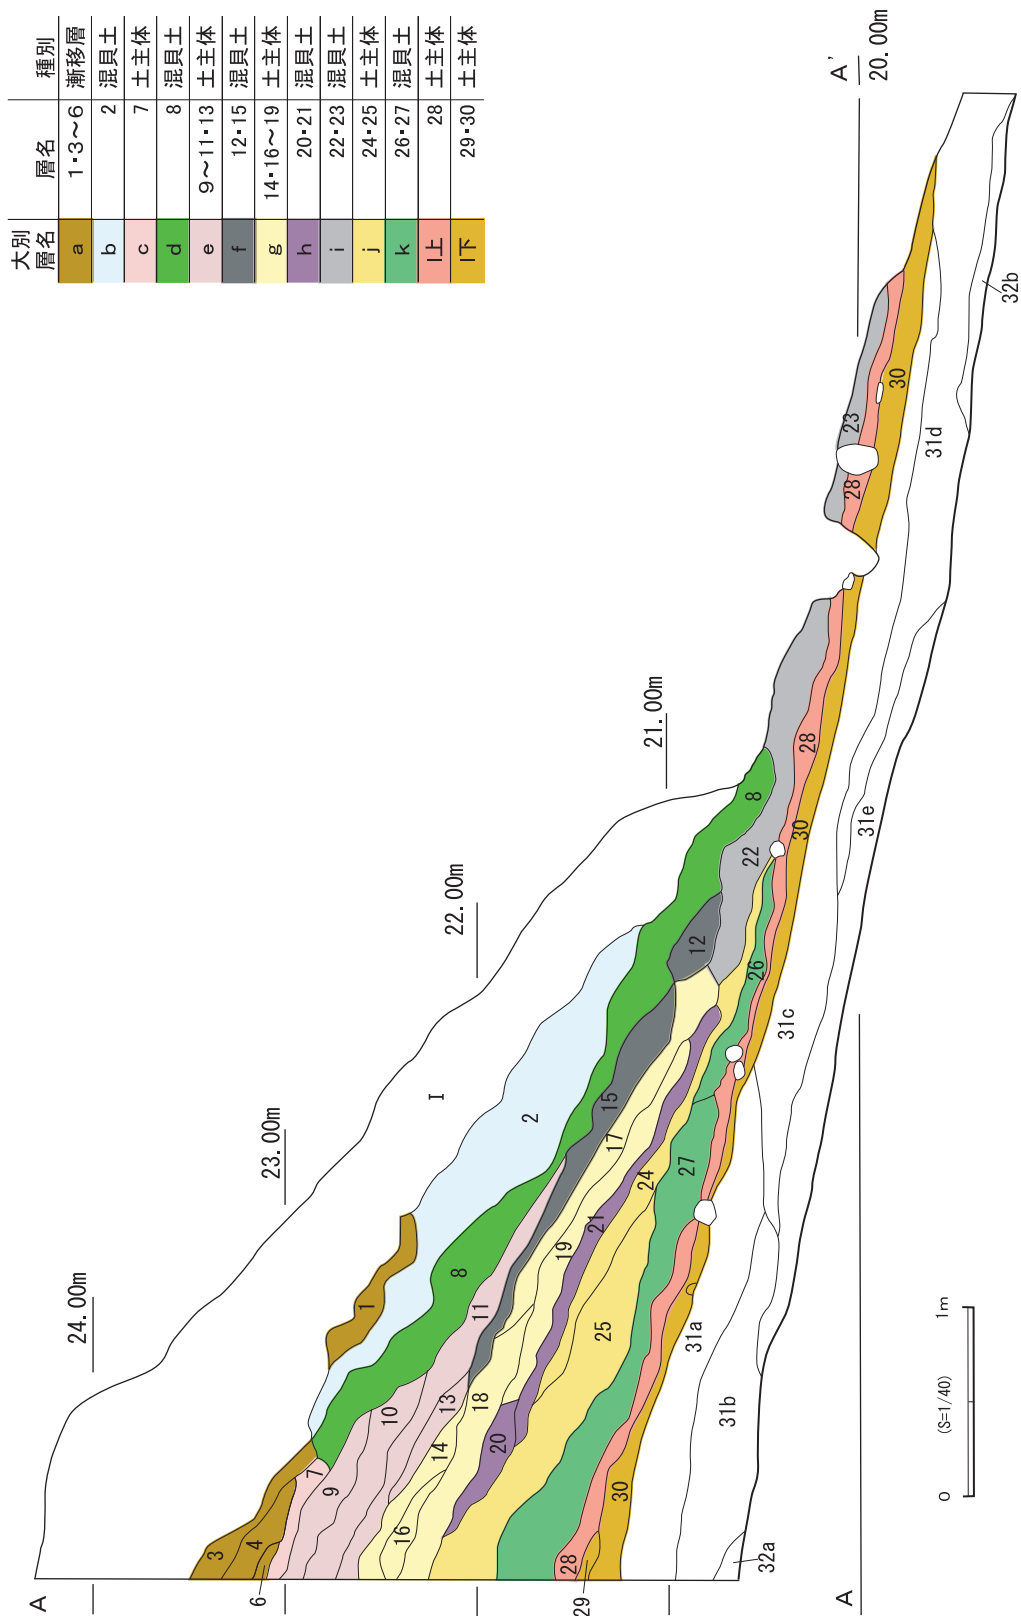 大別層名 層名 種別
a 1・3～6 漸移層
b 2 混貝土
c 7 土主体
d 8 混貝土
e 9～11・13 土主体
f 12・15 混貝土
g 14・16～19 土主体
h 20・21 混貝土
i 22・23 混貝土
j 24・25 土主体
k 26・27 混貝土
l上 28 土主体
l下 29・30 土主体
A
24.00m
23.00m
22.00m
21.00m
A'
20.00m
I
1
2
3
4
6
7
8
8
9
10
11
12
13
14
15
16
17
18
19
20
21
22
23
24
25
26
27
28
28
28
29
30
30
30
31a
31b
31c
31d
31e
32a
32b
A
0 (S=1/40) 1m